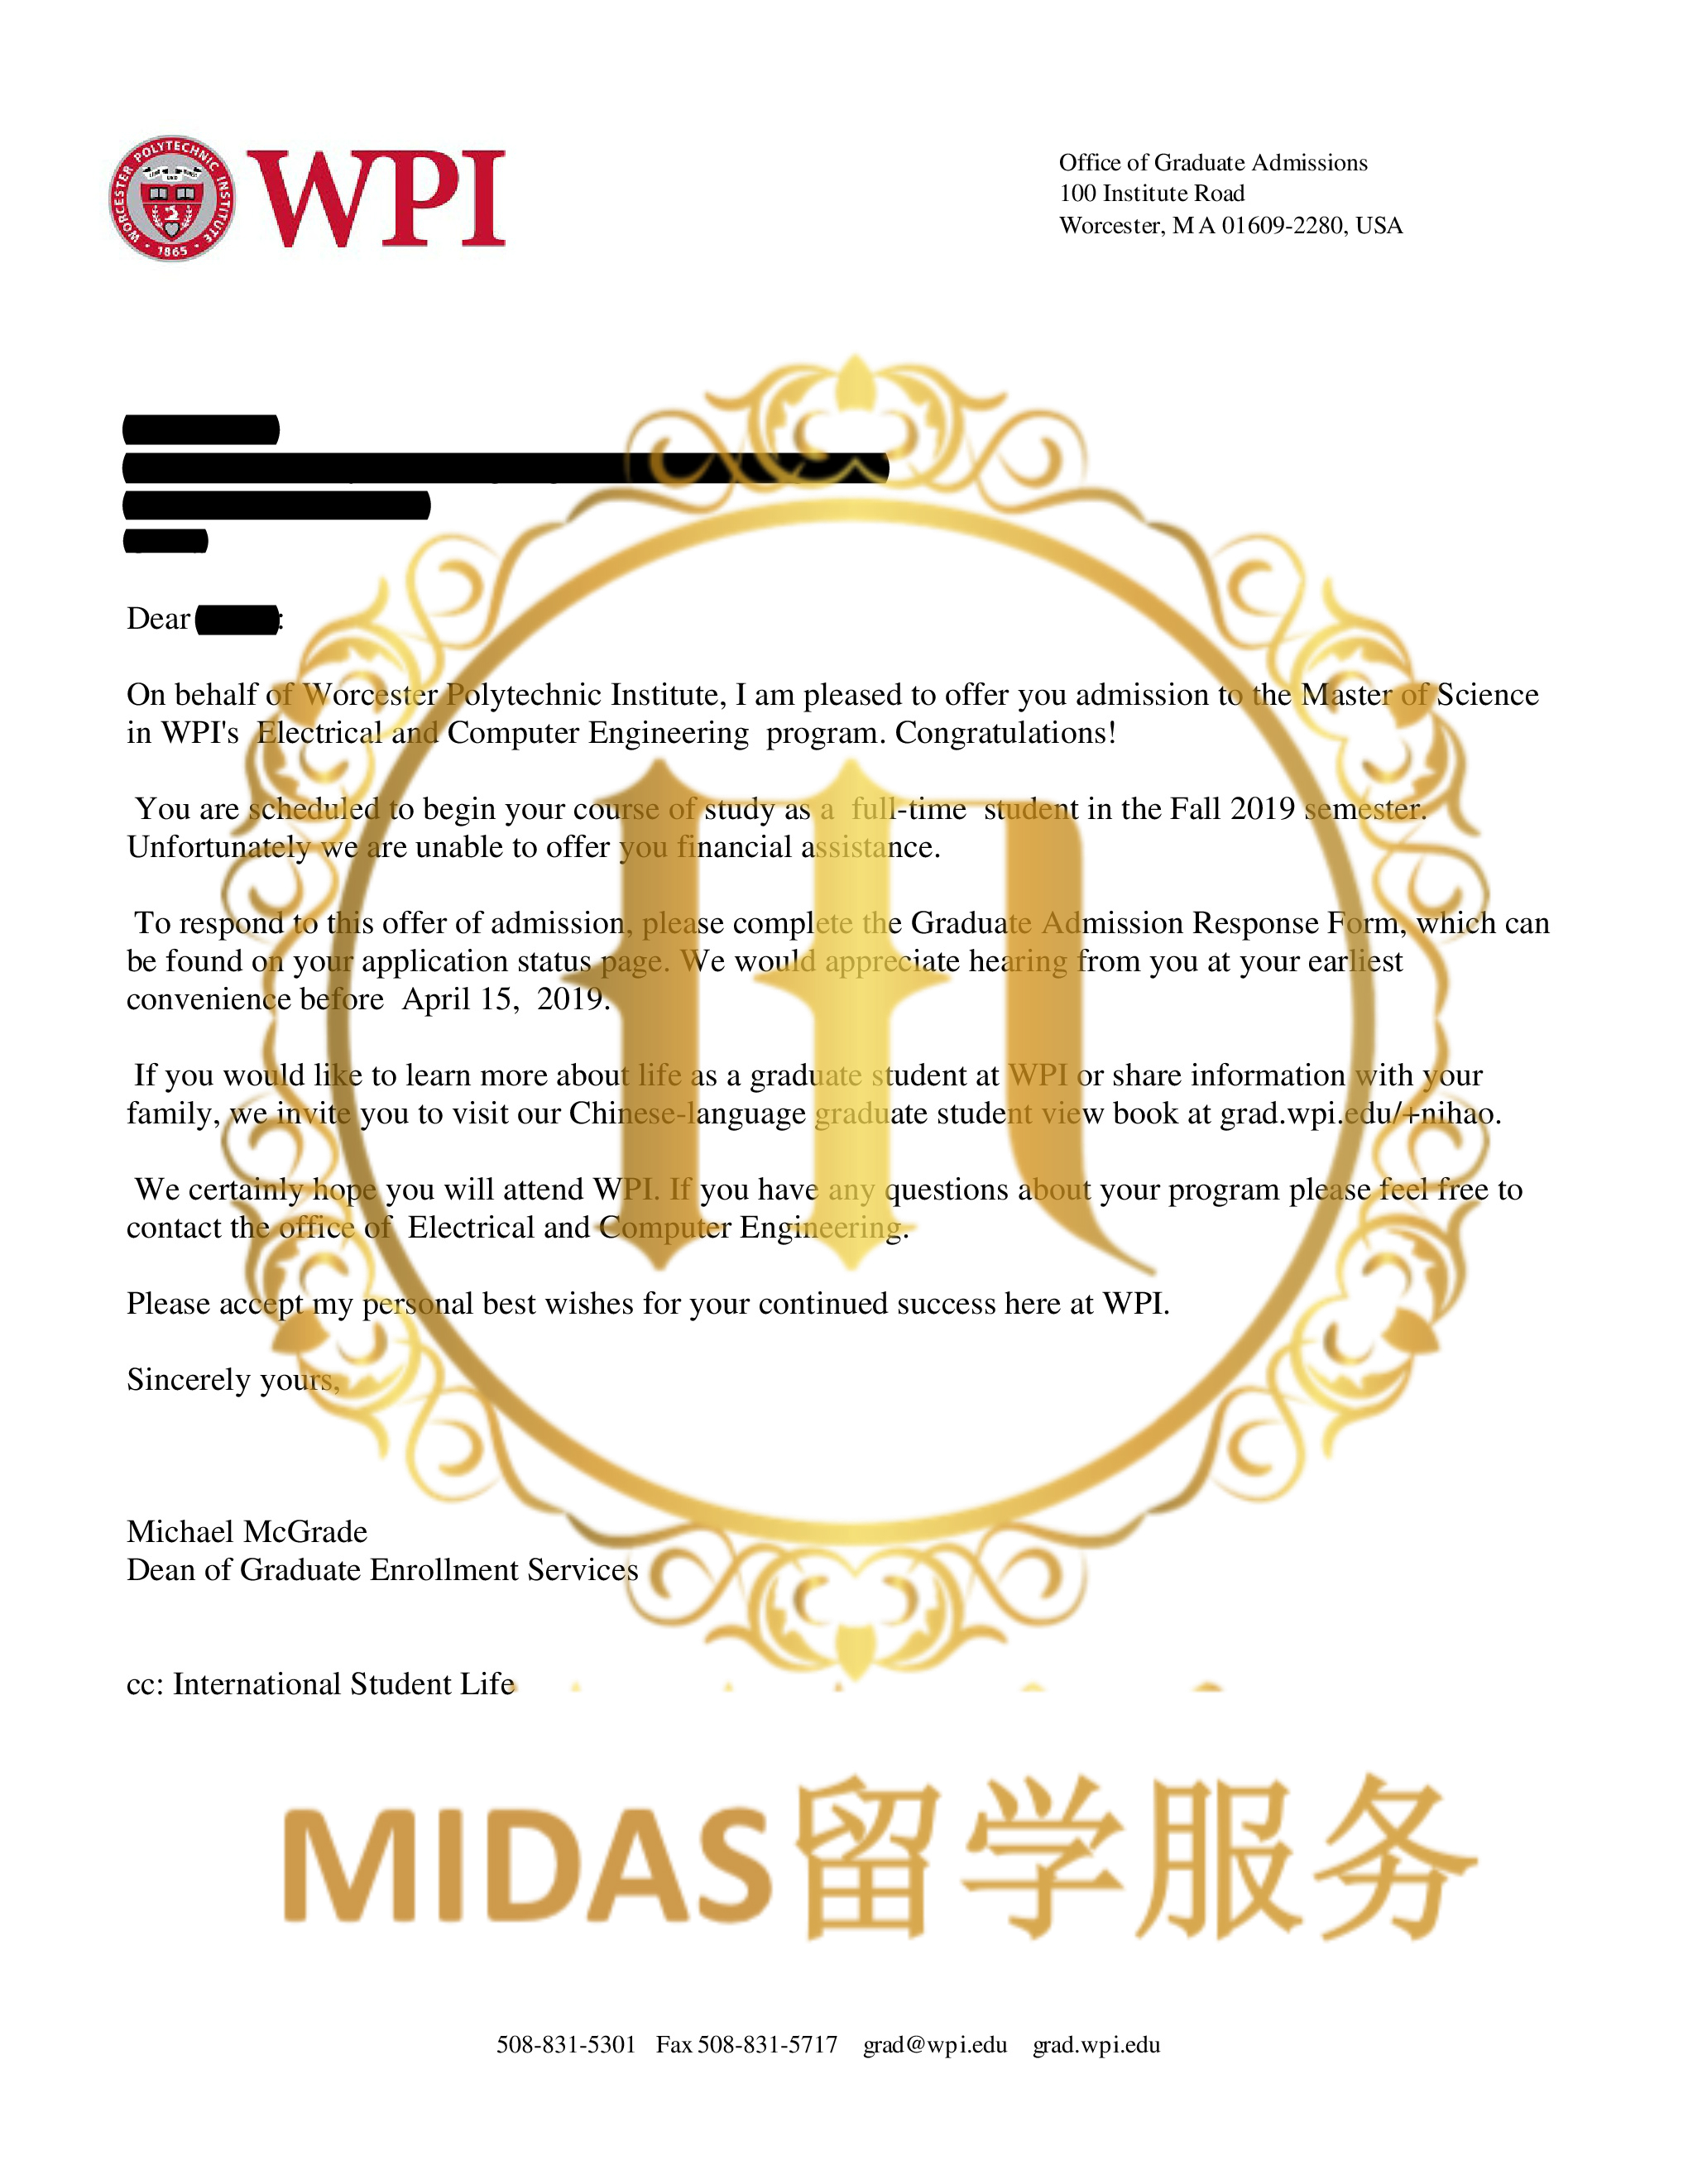 WORCESTER POLYTECHNIC INSTITUTE
1865
WPI
Office of Graduate Admissions
100 Institute Road
Worcester, MA 01609-2280, USA
Dear :
On behalf of Worcester Polytechnic Institute, I am pleased to offer you admission to the Master of Science
in WPI's Electrical and Computer Engineering program. Congratulations!
You are scheduled to begin your course of study as a full-time student in the Fall 2019 semester.
Unfortunately we are unable to offer you financial assistance.
To respond to this offer of admission, please complete the Graduate Admission Response Form, which can
be found on your application status page. We would appreciate hearing from you at your earliest
convenience before April 15, 2019.
If you would like to learn more about life as a graduate student at WPI or share information with your
family, we invite you to visit our Chinese-language graduate student view book at grad.wpi.edu/+nihao.
We certainly hope you will attend WPI. If you have any questions about your program please feel free to
contact the office of Electrical and Computer Engineering.
Please accept my personal best wishes for your continued success here at WPI.
Sincerely yours,
Michael McGrade
Dean of Graduate Enrollment Services
cc: International Student Life
MIDAS留学服务
508-831-5301 Fax 508-831-5717 grad@wpi.edu grad.wpi.edu